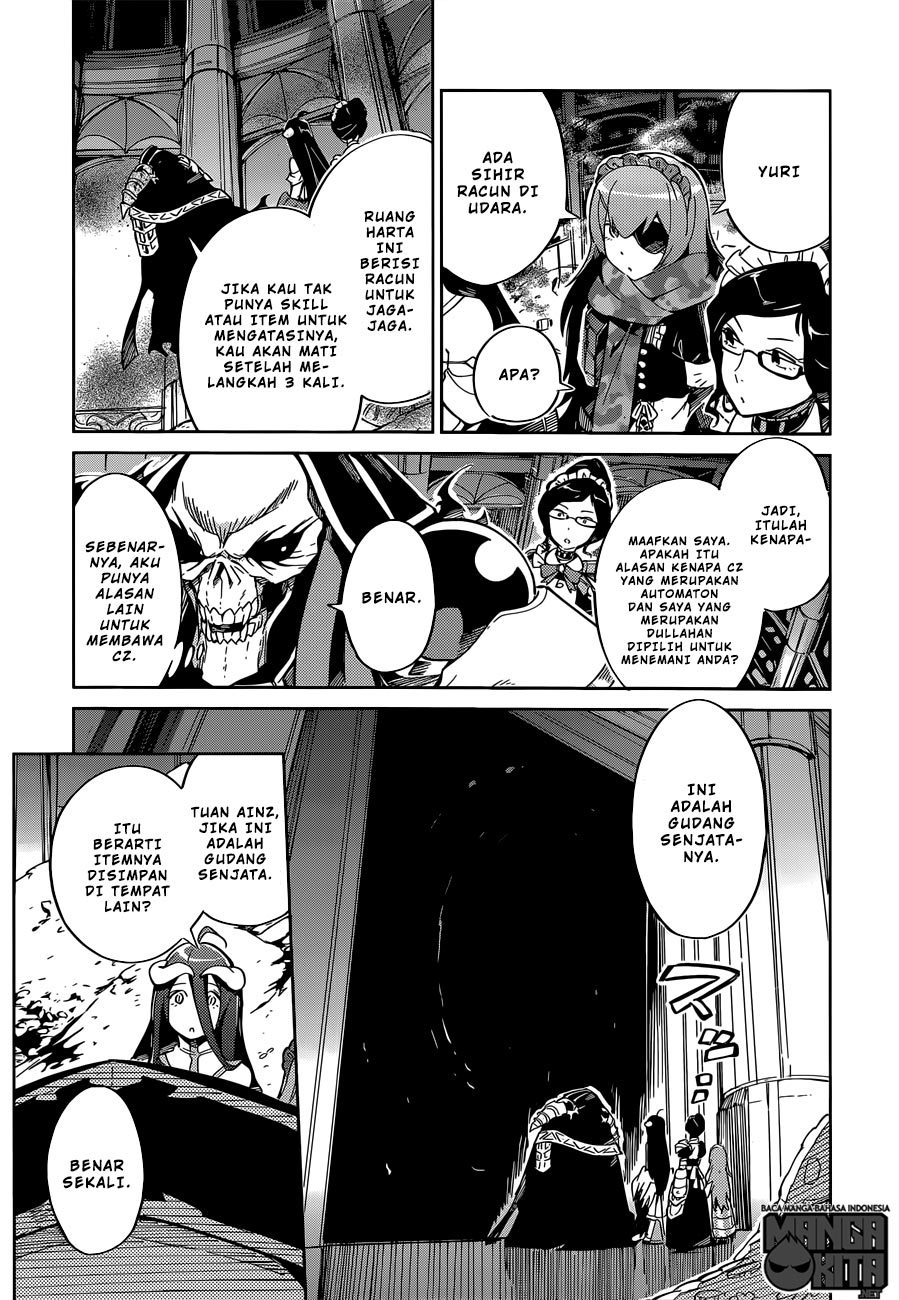 YURI
ADA
SIHIR
RACUN DI
UDARA.
APA?
RUANG
HARTA
INI
BERISI
RACUN
UNTUK
JAGA-
JAGA.
JIKA KAU TAK
PUNYA SKILL
ATAU ITEM UNTUK
MENGATASINYA,
KAU AKAN MATI
SETELAH ME-
LANGKAH 3 KALI.
JADI,
ITULAH
KENAPA-
MAAFKAN SAYA.
APAKAH ITU
ALASAN KENAPA CZ
YANG MERUPAKAN
AUTOMATON
DAN SAYA YANG
MERUPAKAN
DULLAHAN
DIPILIH UNTUK
MENEMANI ANDA?
BENAR.
SEBENAR-
NYA, AKU
PUNYA
ALASAN
LAIN
UNTUK
MEMBAWA
CZ.
INI
ADALAH
GUDANG
SENJATA-
NYA.
ズ...
TUAN AINZ,
JIKA INI
ADALAH
GUDANG
SENJATA.
ITU
BERARTI
ITEMNYA
DISIMPAN
DI TEMPAT
LAIN?
BENAR
SEKALI.
BACA MANGA BAHASA INDONESIA
MANGA
KITA
.NET